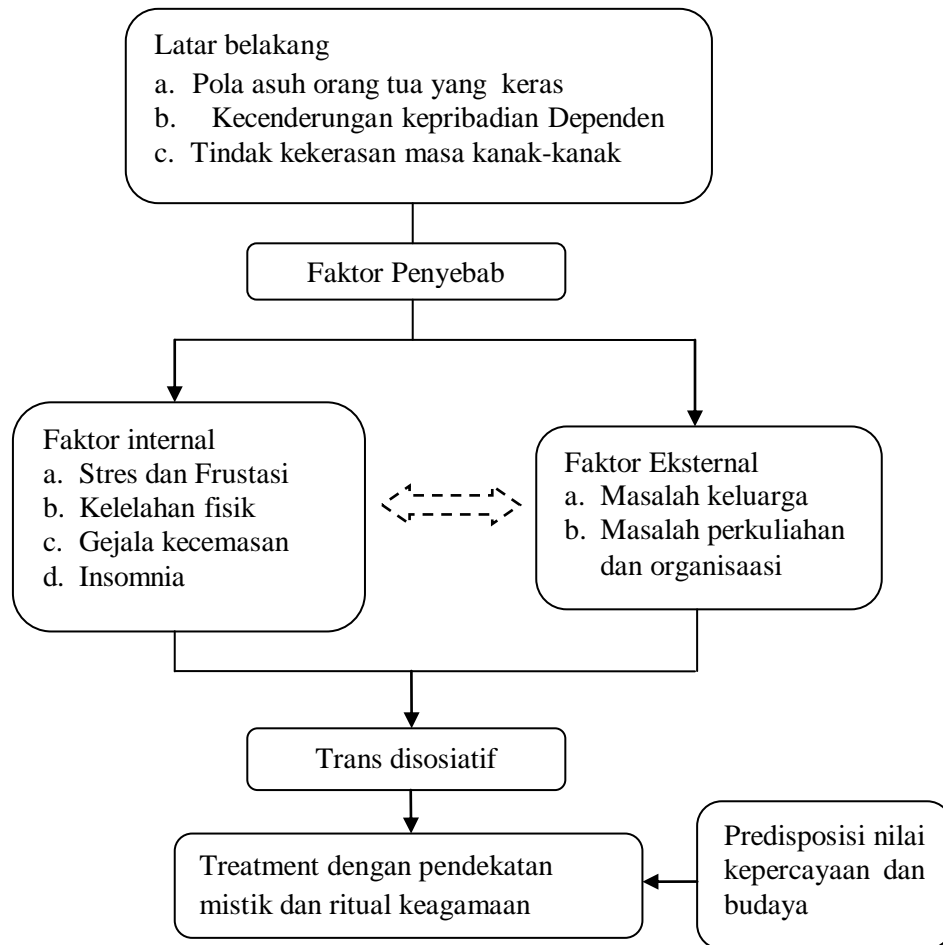 Latar belakang
a. Pola asuh orang tua yang keras
b. Kecenderungan kepribadian Dependen
c. Tindak kekerasan masa kanak-kanak
Faktor Penyebab
Faktor internal
a. Stres dan Frustasi
b. Kelelahan fisik
c. Gejala kecemasan
d. Insomnia
Faktor Eksternal
a. Masalah keluarga
b. Masalah perkuliahan
dan organisaasi
Trans disosiatif
Treatment dengan pendekatan
mistik dan ritual keagamaan
Predisposisi nilai
kepercayaan dan
budaya